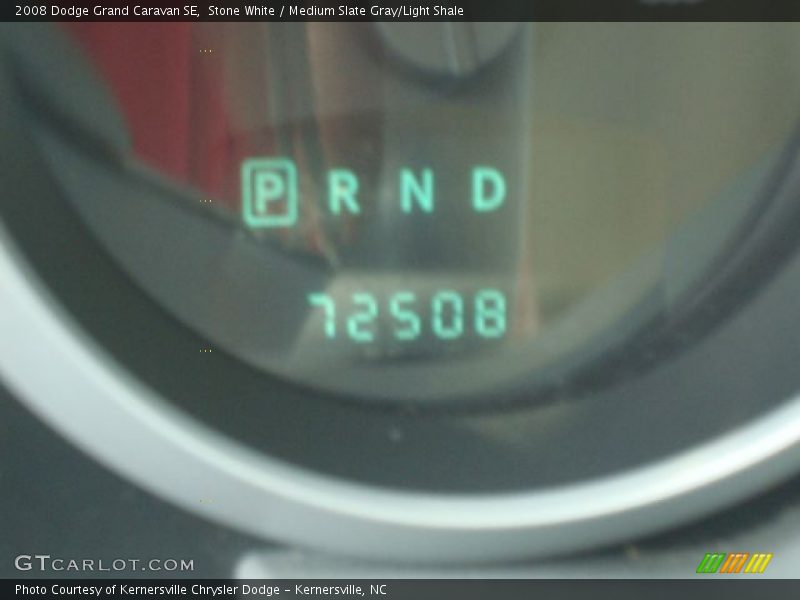 2008 Dodge Grand Caravan SE, Stone White / Medium Slate Gray/Light Shale
P R N D
72508
GTCARLOT.COM
Photo Courtesy of Kernersville Chrysler Dodge - Kernersville, NC